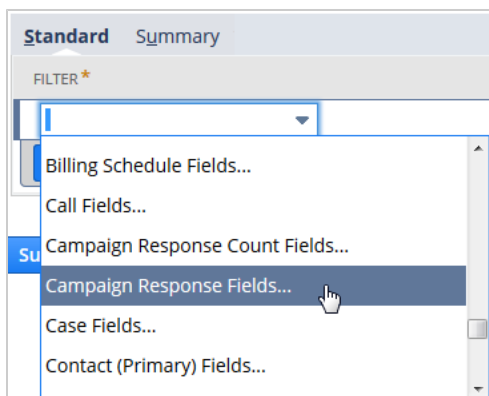 Standard Summary
FILTER *
Billing Schedule Fields...
Call Fields...
Campaign Response Count Fields...
Su
Campaign Response Fields...
Case Fields...
Contact (Primary) Fields...